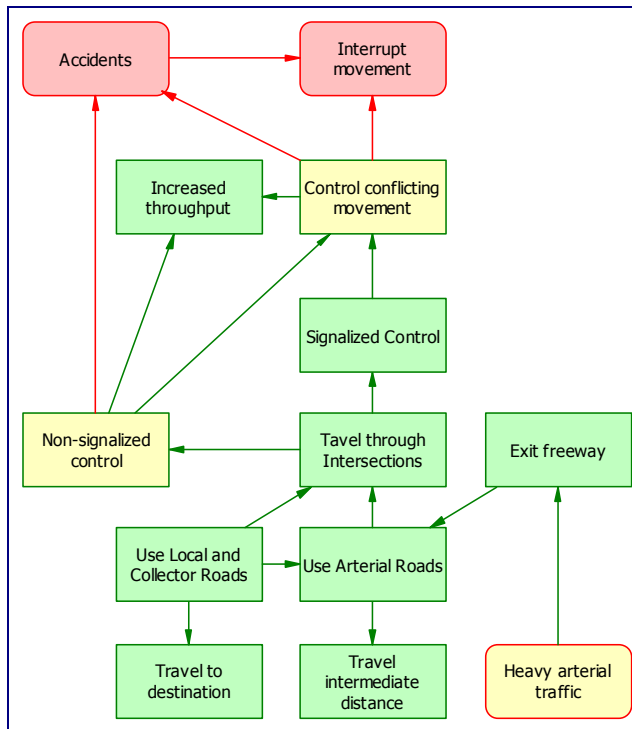 Accidents
Interrupt
movement
Increased
throughput
Control conflicting
movement
Signalized Control
Non-signalized
control
Tavel through
Intersections
Exit freeway
Use Local and
Collector Roads
Use Arterial Roads
Travel to
destination
Travel
intermediate
distance
Heavy arterial
traffic